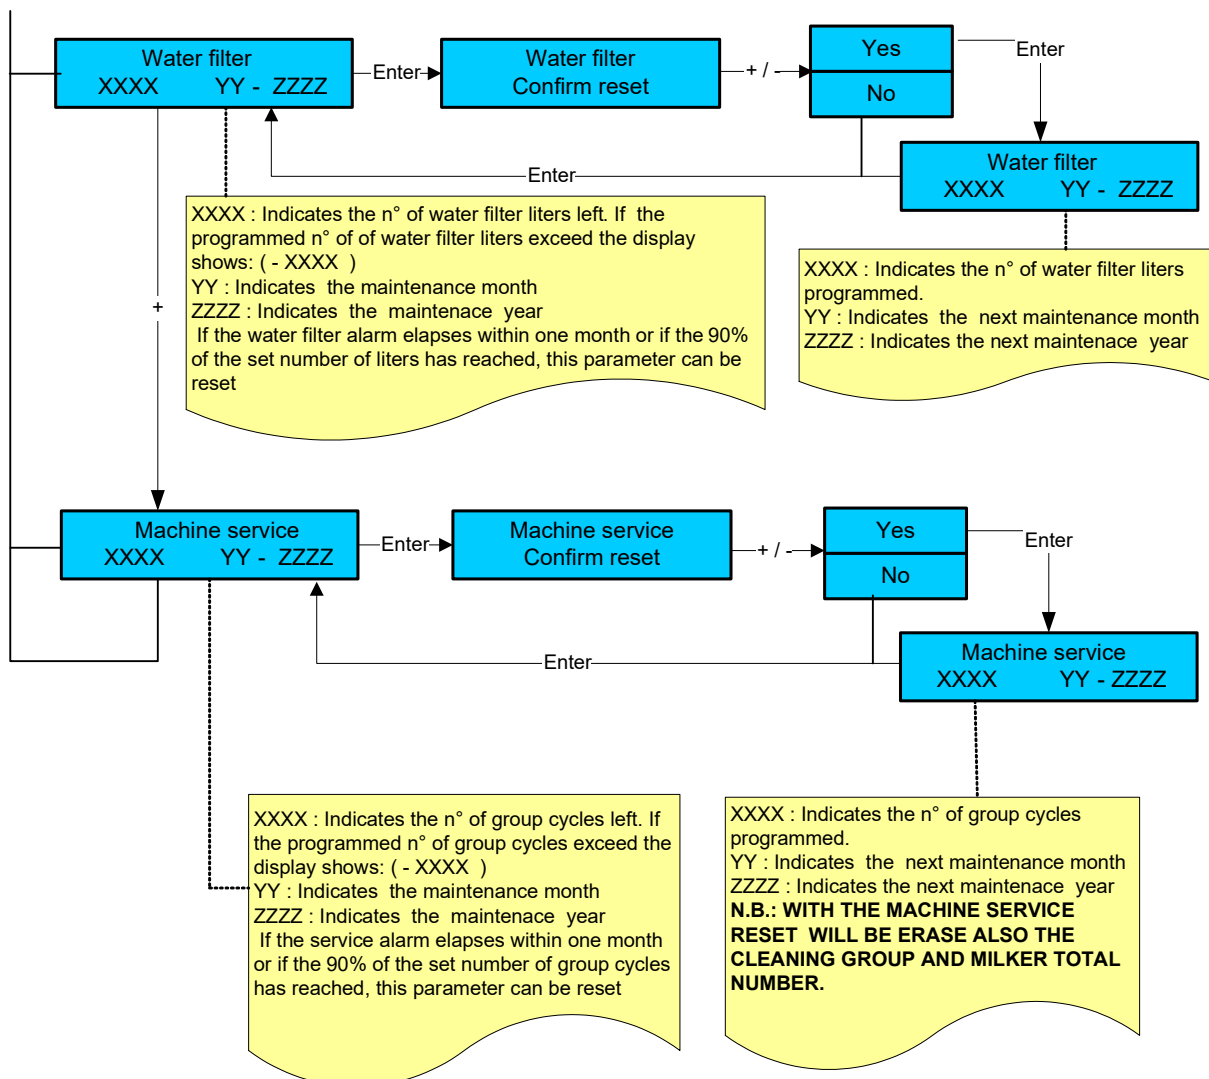 Water filter
XXXX YY - ZZZZ
Enter
Water filter
Confirm reset
+ / -
Yes
No
Enter
Water filter
XXXX YY - ZZZZ
Enter
XXXX : Indicates the n° of water filter liters left. If the
programmed n° of of water filter liters exceed the display
shows: ( - XXXX )
YY : Indicates the maintenance month
ZZZZ : Indicates the maintenace year
If the water filter alarm elapses within one month or if the 90%
of the set number of liters has reached, this parameter can be
reset
XXXX : Indicates the n° of water filter liters
programmed.
YY : Indicates the next maintenance month
ZZZZ : Indicates the next maintenace year
+
Machine service
XXXX YY - ZZZZ
Enter
Machine service
Confirm reset
+ / -
Yes
No
Enter
Machine service
XXXX YY - ZZZZ
Enter
XXXX : Indicates the n° of group cycles left. If
the programmed n° of group cycles exceed the
display shows: ( - XXXX )
YY : Indicates the maintenance month
ZZZZ : Indicates the maintenace year
If the service alarm elapses within one month
or if the 90% of the set number of group cycles
has reached, this parameter can be reset
XXXX : Indicates the n° of group cycles
programmed.
YY : Indicates the next maintenance month
ZZZZ : Indicates the next maintenace year
N.B.: WITH THE MACHINE SERVICE
RESET WILL BE ERASE ALSO THE
CLEANING GROUP AND MILKER TOTAL
NUMBER.